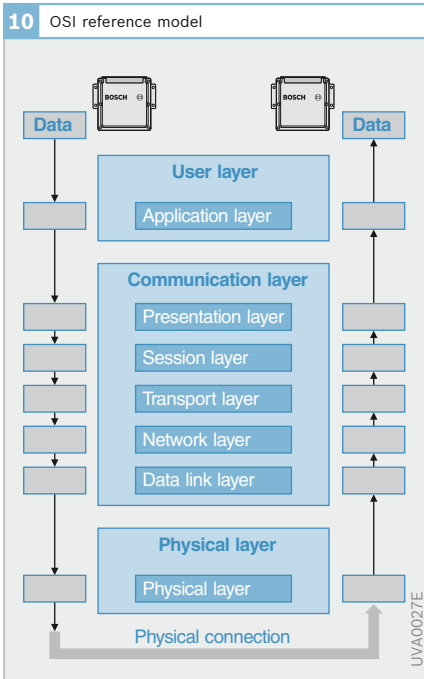 10 OSI reference model
BOSCH
BOSCH
Data
Data
User layer
Application layer
Communication layer
Presentation layer
Session layer
Transport layer
Network layer
Data link layer
Physical layer
Physical layer
Physical connection
UVA0027E